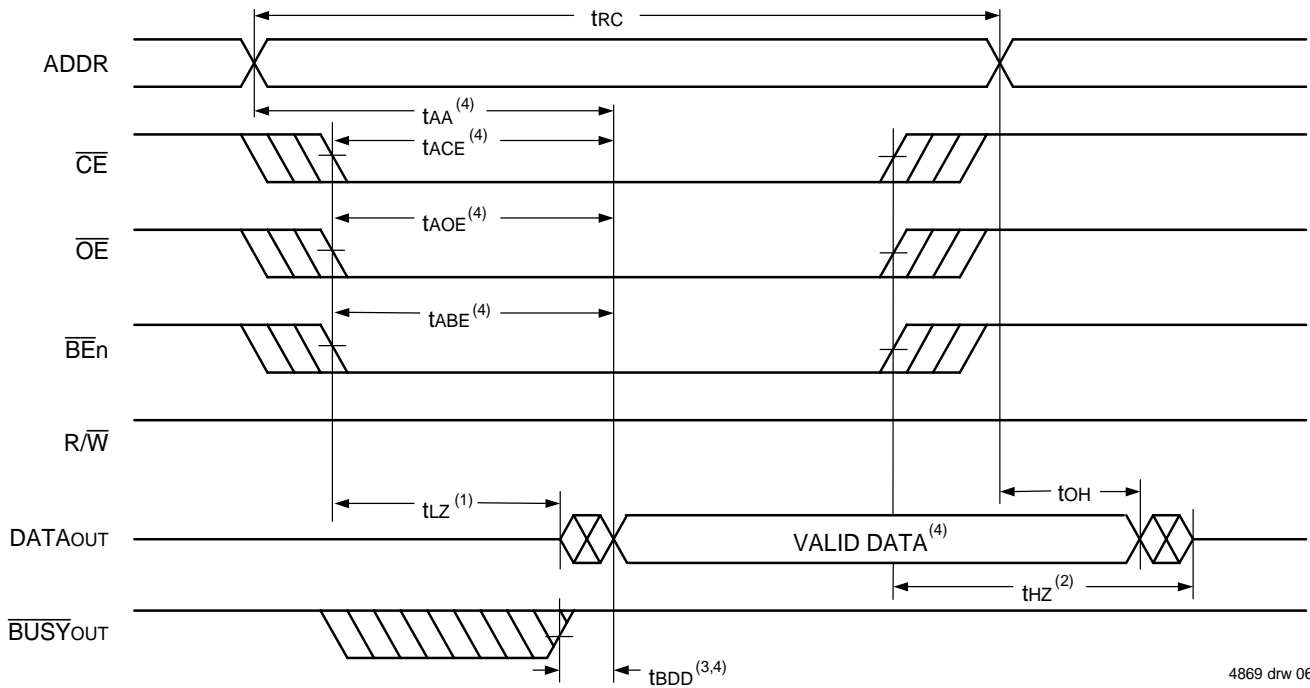 tRC
ADDR
tAA(4)
CE
tACE(4)
OE
tAOE(4)
BEn
tABE(4)
R/W
tLZ(1)
tOH
DATAOUT
VALID DATA(4)
tHZ(2)
BUSYOUT
tBDD(3,4)
4869 drw 06